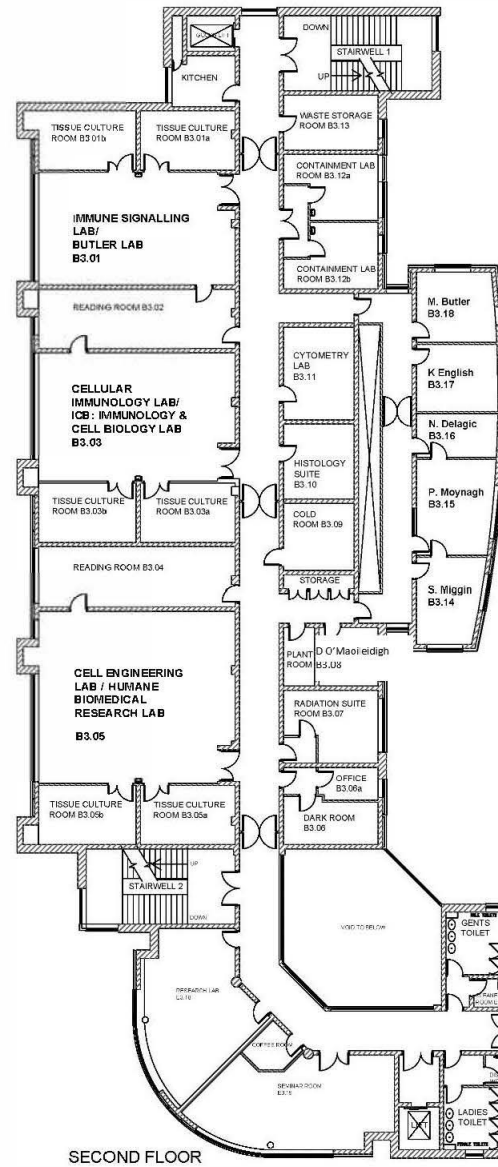 DOWN
STAIRWELL 1
UP
KITCHEN
WASTE STORAGE
ROOM B3.13
TISSUE CULTURE
ROOM B3.01b
TISSUE CULTURE
ROOM B3.01a
CONTAINMENT LAB
ROOM B3.12a
IMMUNE SIGNALLING
LAB/
BUTLER LAB
B3.01
CONTAINMENT LAB
ROOM B3.12b
READING ROOM B3.02
M. Butler
B3.18
CYTOMETRY
LAB
B3.11
K English
B3.17
CELLULAR
IMMUNOLOGY LAB/
ICB: IMMUNOLOGY &
CELL BIOLOGY LAB
B3.03
N. Delagic
B3.16
HISTOLOGY
SUITE
B3.10
P. Moynagh
B3.15
TISSUE CULTURE
ROOM B3.03b
TISSUE CULTURE
ROOM B3.03a
COLD
ROOM B3.09
READING ROOM B3.04
STORAGE
S. Miggin
B3.14
PLANT
ROOM
D O'Maoileidigh
B3.08
CELL ENGINEERING
LAB / HUMANE
BIOMEDICAL
RESEARCH LAB
B3.05
RADIATION SUITE
ROOM B3.07
OFFICE
B3.06a
TISSUE CULTURE
ROOM B3.05b
TISSUE CULTURE
ROOM B3.05a
DARK ROOM
B3.06
UP
STAIRWELL 2
DOWN
VOID TO BELOW
GENTS
TOILET
RESEARCH LAB
COFFEE ROOM
SEMINAR ROOM
LIFT
LADIES
TOILET
FEMALE TOILETS
SECOND FLOOR